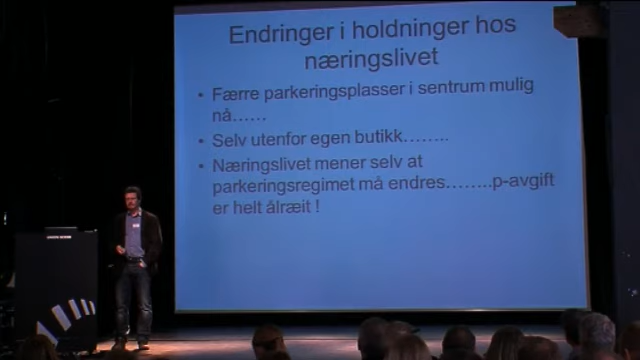 Endringer i holdninger hos
næringslivet
• Færre parkeringsplasser i sentrum mulig
nå……
• Selv utenfor egen butikk……..
• Næringslivet mener selv at
parkeringsregimet må endres……..p-avgift
er helt ålræit !